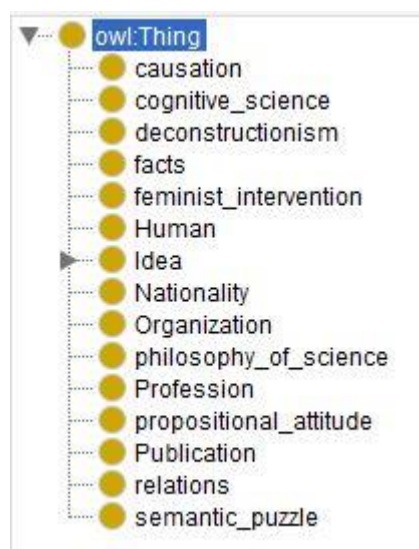 owl:Thing
causation
cognitive_science
deconstructionism
facts
feminist_intervention
Human
Idea
Nationality
Organization
philosophy_of_science
Profession
propositional_attitude
Publication
relations
semantic_puzzle